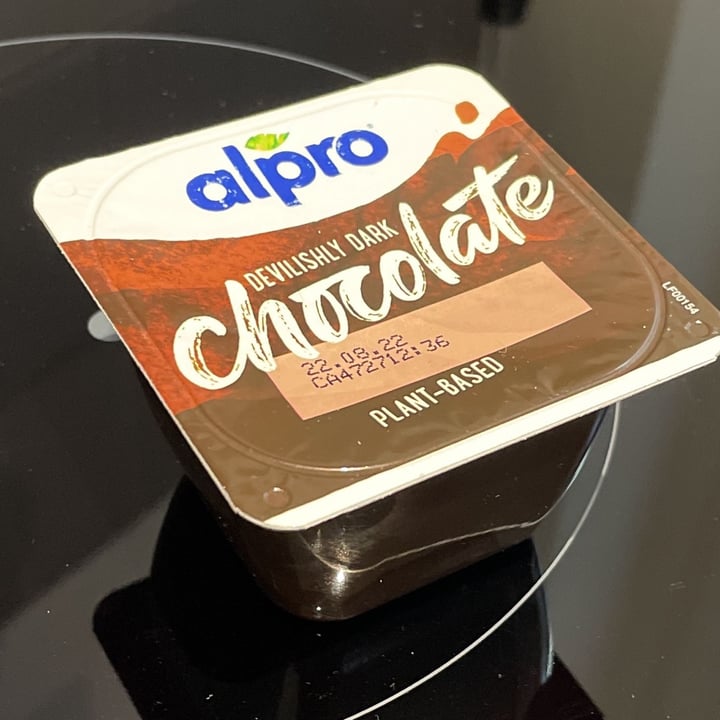 alpro
DEVILISHLY DARK
chocolate
22.08.22
CA472712:36
PLANT-BASED
LF00154